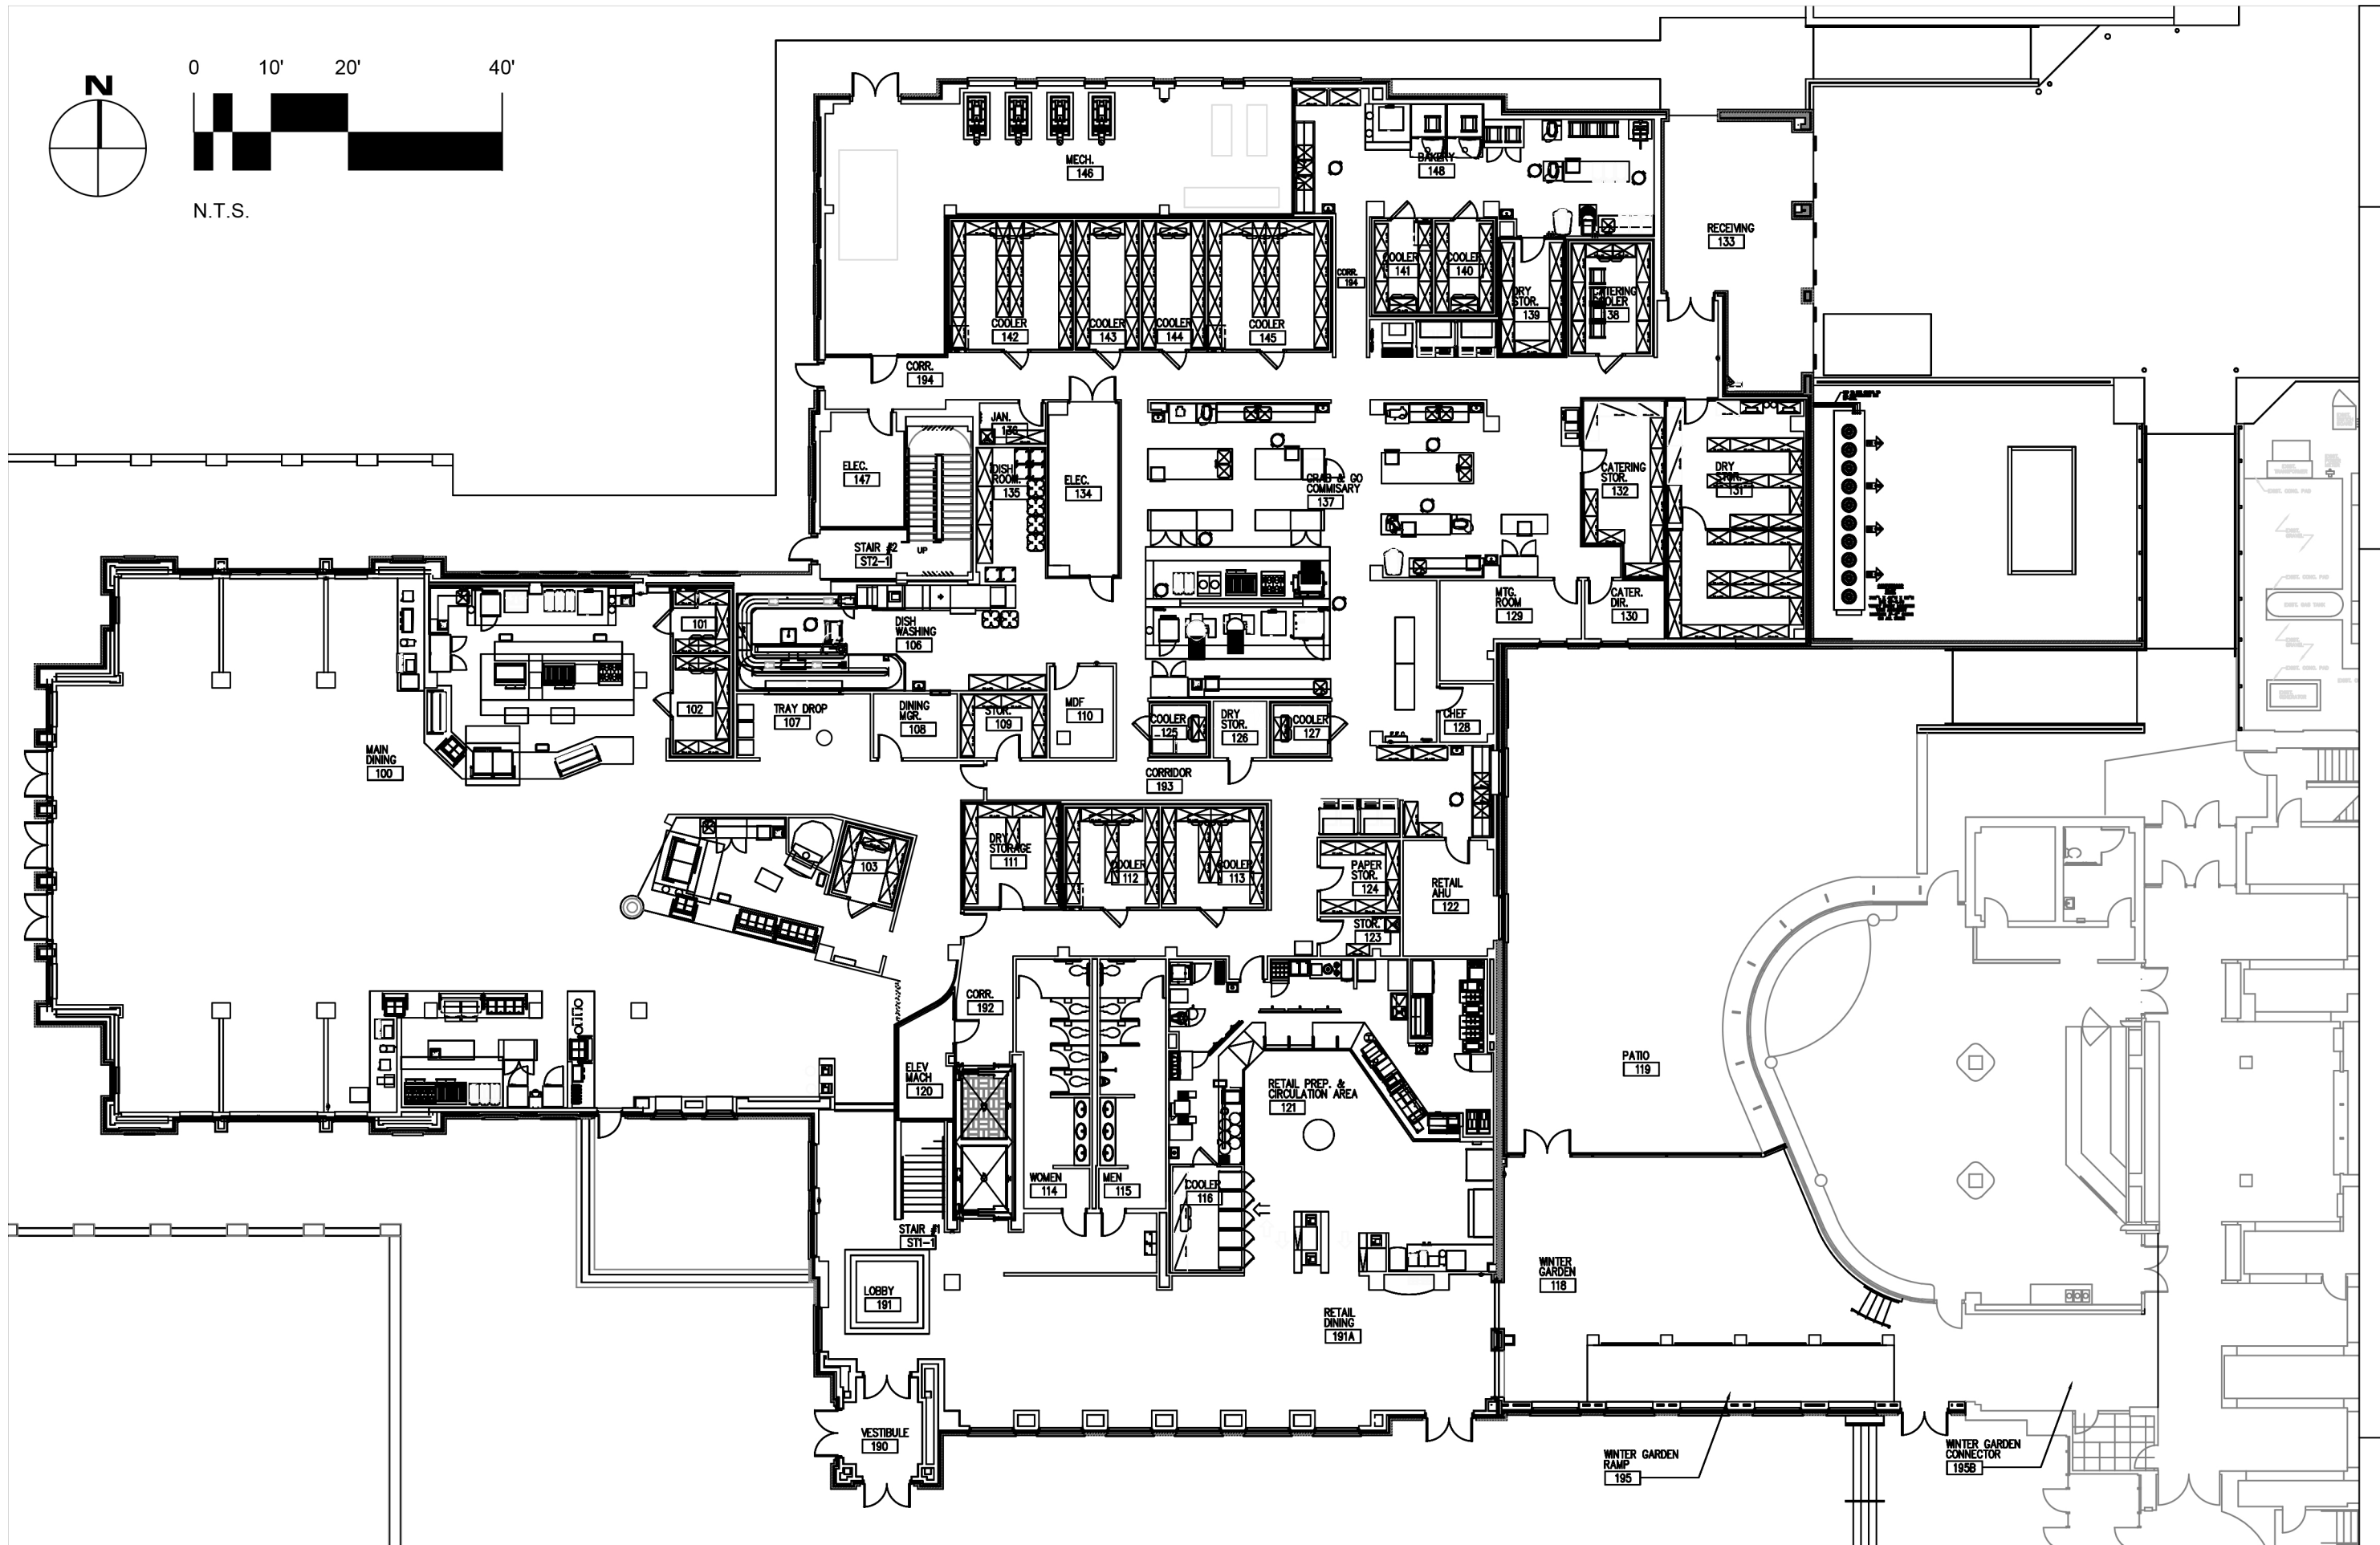 0 10' 20' 40'
N
N.T.S.
MECH.
146
BAKERY
148
RECEIVING
133
COOLER
142
COOLER
143
COOLER
144
COOLER
145
CORR.
194
COOLER
141
COOLER
140
DRY
STOR.
139
CATERING
COOLER
138
CORR.
194
JAN.
136
ELEC.
147
DISH
ROOM.
135
ELEC.
134
GRAB & GO
COMMISARY
137
CATERING
STOR.
132
DRY
STOR.
131
STAIR #2
ST2-1
UP
MTG.
ROOM
129
CATER.
DIR.
130
101
DISH
WASHING
106
102
TRAY DROP
107
DINING
MGR.
108
STOR.
109
MDF
110
COOLER
125
DRY
STOR.
126
COOLER
127
CHEF
128
MAIN
DINING
100
CORRIDOR
193
103
DRY
STORAGE
111
COOLER
112
COOLER
113
PAPER
STOR.
124
RETAIL
AHU
122
STOR.
123
CORR.
192
ELEV
MACH
120
RETAIL PREP. &
CIRCULATION AREA
121
PATIO
119
WOMEN
114
MEN
115
COOLER
116
STAIR #1
ST1-1
LOBBY
191
WINTER
GARDEN
118
RETAIL
DINING
191A
VESTIBULE
190
WINTER GARDEN
RAMP
195
WINTER GARDEN
CONNECTOR
195B